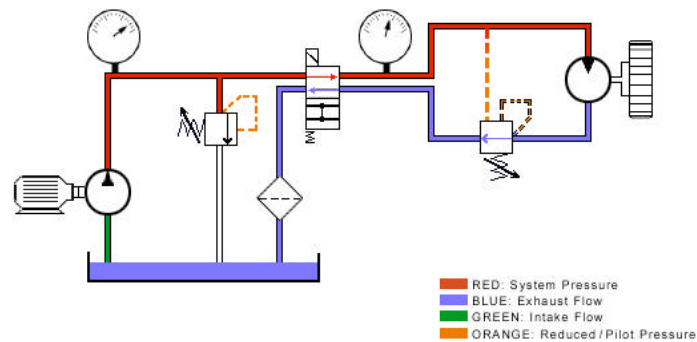 RED: System Pressure
BLUE: Exhaust Flow
GREEN: Intake Flow
ORANGE: Reduced/Pilot Pressure